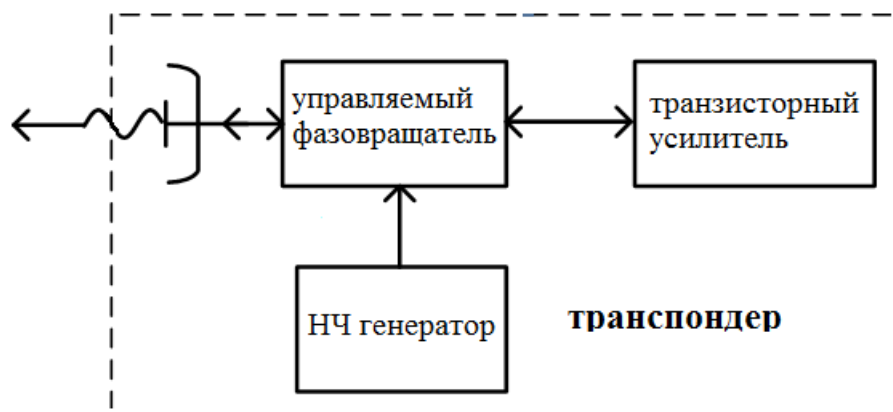 управляемый
фазовращатель
транзисторный
усилитель
НЧ генератор
транспондер